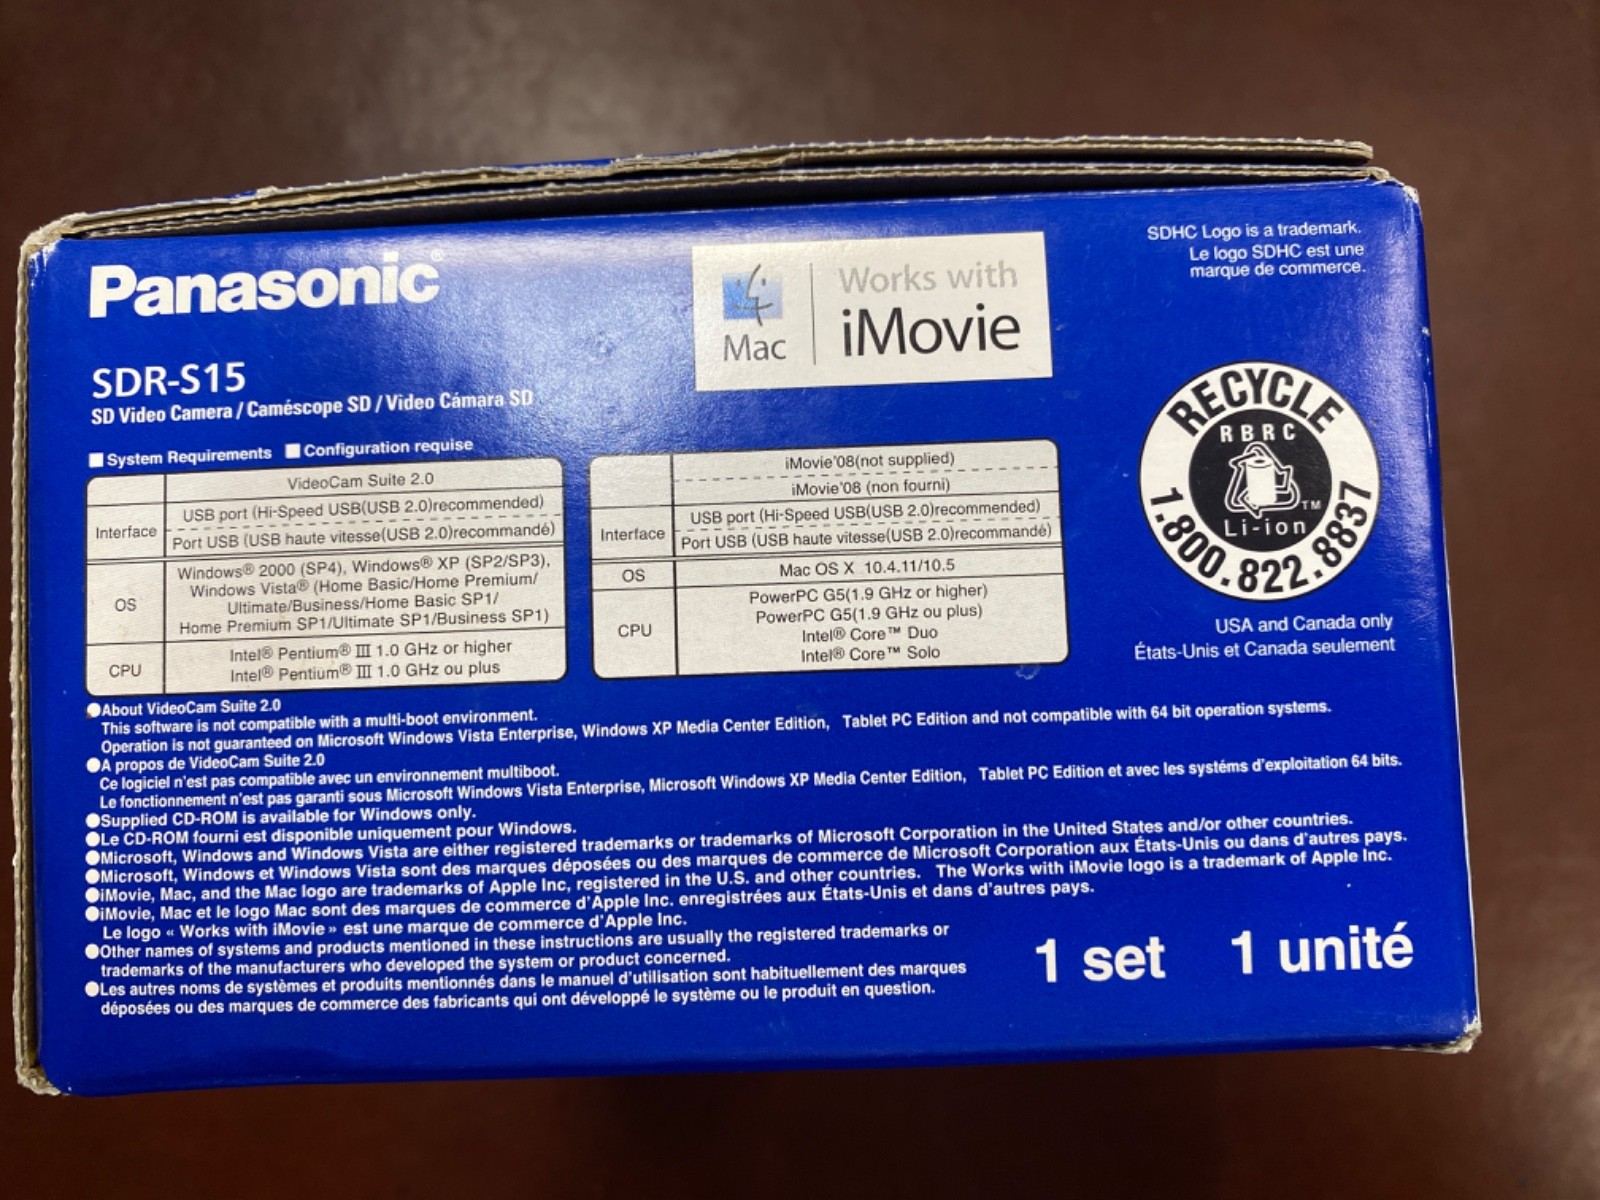 Panasonic®
Mac
Works with
iMovie
SDHC Logo is a trademark.
Le logo SDHC est une
marque de commerce.
SDR-S15
SD Video Camera / Caméscope SD / Video Cámara SD
■ System Requirements ■ Configuration requise
VideoCam Suite 2.0
Interface
USB port (Hi-Speed USB(USB 2.0)recommended)
Port USB (USB haute vitesse(USB 2.0)recommandé)
OS
Windows® 2000 (SP4), Windows® XP (SP2/SP3),
Windows Vista® (Home Basic/Home Premium/
Ultimate/Business/Home Basic SP1/
Home Premium SP1/Ultimate SP1/Business SP1)
CPU
Intel® Pentium® III 1.0 GHz or higher
Intel® Pentium® III 1.0 GHz ou plus
iMovie'08(not supplied)
iMovie'08 (non fourni)
Interface
USB port (Hi-Speed USB(USB 2.0)recommended)
Port USB (USB haute vitesse(USB 2.0)recommandé)
OS
Mac OS X 10.4.11/10.5
CPU
PowerPC G5(1.9 GHz or higher)
PowerPC G5(1.9 GHz ou plus)
Intel® Core™ Duo
Intel® Core™ Solo
RECYCLE
RBRC
TM
Li-ion
1.800.822.8837
USA and Canada only
États-Unis et Canada seulement
●About VideoCam Suite 2.0
This software is not compatible with a multi-boot environment.
Operation is not guaranteed on Microsoft Windows Vista Enterprise, Windows XP Media Center Edition, Tablet PC Edition and not compatible with 64 bit operation systems.
●A propos de VideoCam Suite 2.0
Ce logiciel n'est pas compatible avec un environnement multiboot.
Le fonctionnement n'est pas garanti sous Microsoft Windows Vista Enterprise, Microsoft Windows XP Media Center Edition, Tablet PC Edition et avec les systéms d'exploitation 64 bits.
●Supplied CD-ROM is available for Windows only.
●Le CD-ROM fourni est disponible uniquement pour Windows.
●Microsoft, Windows and Windows Vista are either registered trademarks or trademarks of Microsoft Corporation in the United States and/or other countries.
●Microsoft, Windows et Windows Vista sont des marques déposées ou des marques de commerce de Microsoft Corporation aux États-Unis ou dans d'autres pays.
●iMovie, Mac, and the Mac logo are trademarks of Apple Inc, registered in the U.S. and other countries. The Works with iMovie logo is a trademark of Apple Inc.
●iMovie, Mac et le logo Mac sont des marques de commerce d'Apple Inc. enregistrées aux États-Unis et dans d'autres pays.
Le logo « Works with iMovie » est une marque de commerce d'Apple Inc.
●Other names of systems and products mentioned in these instructions are usually the registered trademarks or
trademarks of the manufacturers who developed the system or product concerned.
●Les autres noms de systèmes et produits mentionnés dans le manuel d'utilisation sont habituellement des marques
déposées ou des marques de commerce des fabricants qui ont développé le système ou le produit en question.
1 set 1 unité